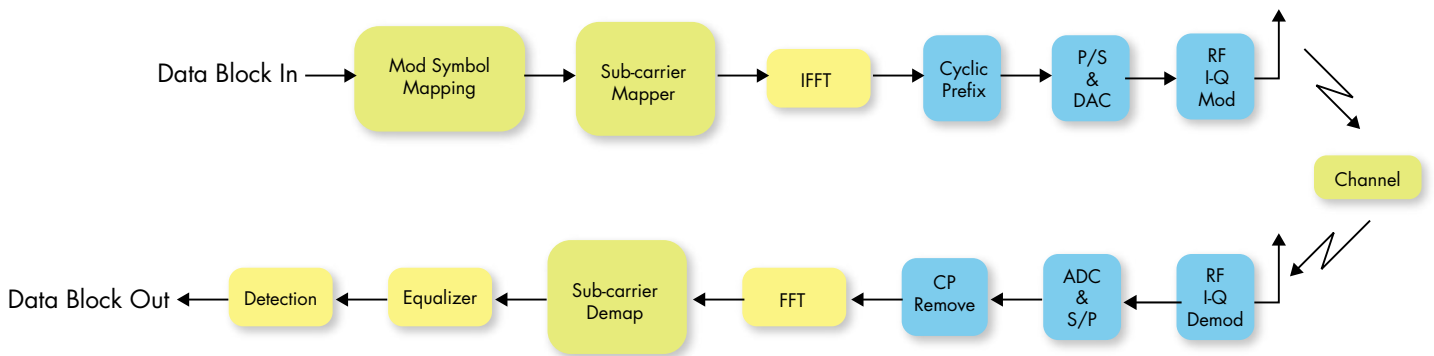 Data Block In
Mod Symbol
Mapping
Sub-carrier
Mapper
IFFT
Cyclic
Prefix
P/S
&
DAC
RF
I-Q
Mod
Channel
Data Block Out
Detection
Equalizer
Sub-carrier
Demap
FFT
CP
Remove
ADC
&
S/P
RF
I-Q
Demod